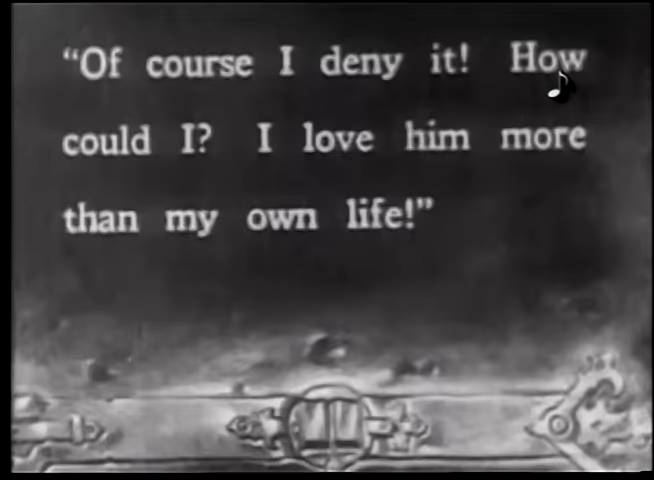 “Of course I deny it! How
could I? I love him more
than my own life!”